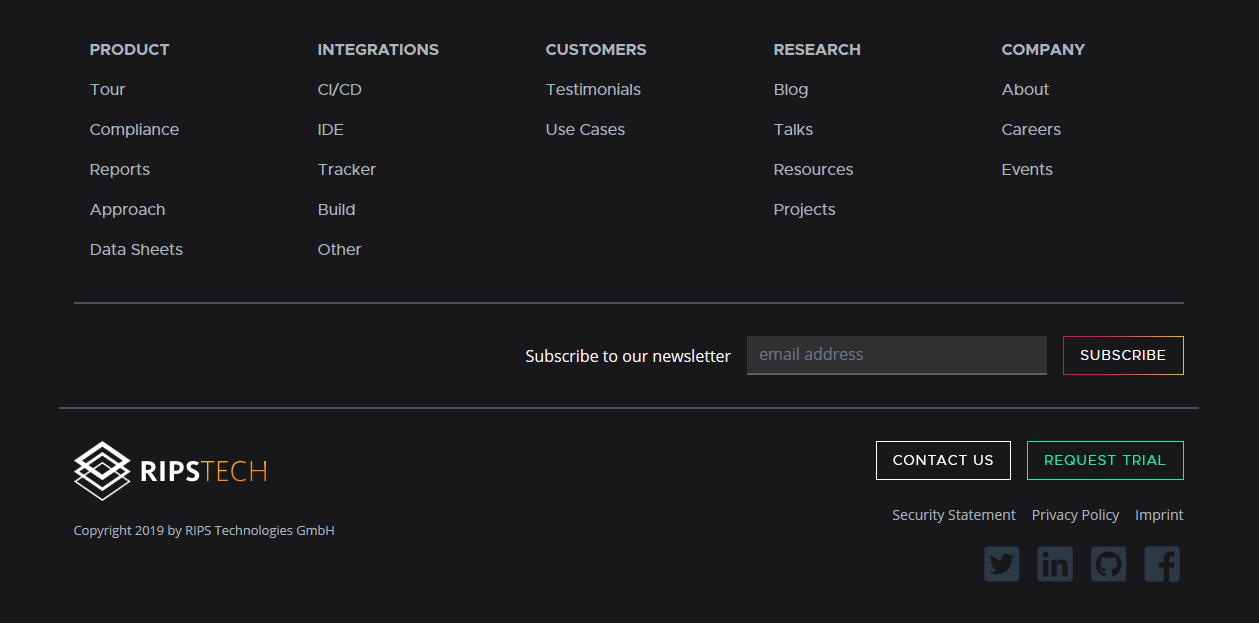 PRODUCT INTEGRATIONS CUSTOMERS RESEARCH COMPANY
Tour CI/CD Testimonials Blog About
Compliance IDE Use Cases Talks Careers
Reports Tracker Resources Events
Approach Build Projects
Data Sheets Other
Subscribe to our newsletter email address SUBSCRIBE
RIPSTECH CONTACT US REQUEST TRIAL
Security Statement Privacy Policy Imprint
Copyright 2019 by RIPS Technologies GmbH